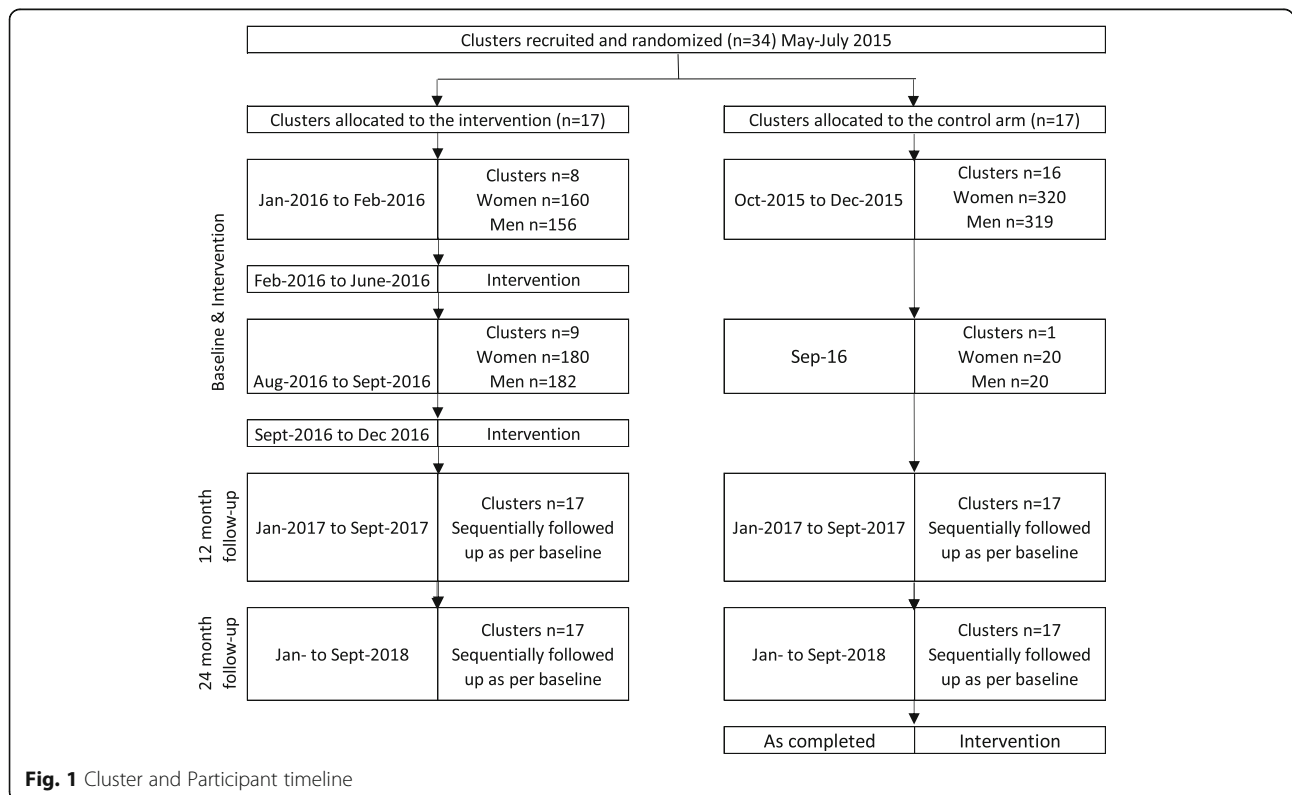 Clusters recruited and randomized (n=34) May-July 2015
Clusters allocated to the intervention (n=17)
Clusters allocated to the control arm (n=17)
Baseline & Intervention
Jan-2016 to Feb-2016
Clusters n=8
Women n=160
Men n=156
Oct-2015 to Dec-2015
Clusters n=16
Women n=320
Men n=319
Feb-2016 to June-2016
Intervention
Aug-2016 to Sept-2016
Clusters n=9
Women n=180
Men n=182
Sep-16
Clusters n=1
Women n=20
Men n=20
Sept-2016 to Dec 2016
Intervention
12 month
follow-up
Jan-2017 to Sept-2017
Clusters n=17
Sequentially followed
up as per baseline
Jan-2017 to Sept-2017
Clusters n=17
Sequentially followed
up as per baseline
24 month
follow-up
Jan- to Sept-2018
Clusters n=17
Sequentially followed
up as per baseline
Jan- to Sept-2018
Clusters n=17
Sequentially followed
up as per baseline
As completed
Intervention
Fig. 1 Cluster and Participant timeline